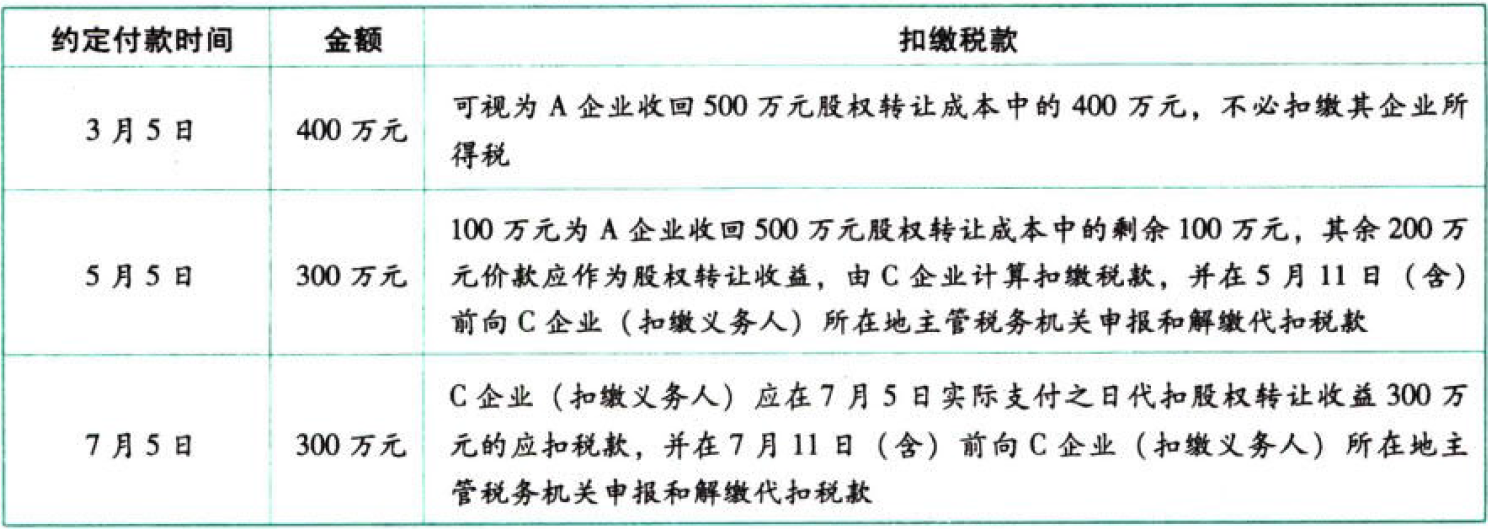 约定付款时间 金额 扣缴税款
可视为 A 企业收回 500 万元股权转让成本中的 400 万元，不必扣缴其企业所
3 月 5 日 400 万元
得税
100 万元为 A 企业收回 500 万元股权转让成本中的剩余 100 万元，其余 200 万
5 月 5 日 300 万元 元价款应作为股权转让收益，由 C 企业计算扣缴税款，并在 5 月 11 日（含）
前向 C 企业（扣缴义务人）所在地主管税务机关申报和解缴代扣税款
C 企业（扣缴义务人）应在 7 月 5 日实际支付之日代扣股权转让收益 300 万
7 月 5 日 300 万元 元的应扣税款，并在 7 月 11 日（含）前向 C 企业（扣缴义务人）所在地主
管税务机关申报和解缴代扣税款